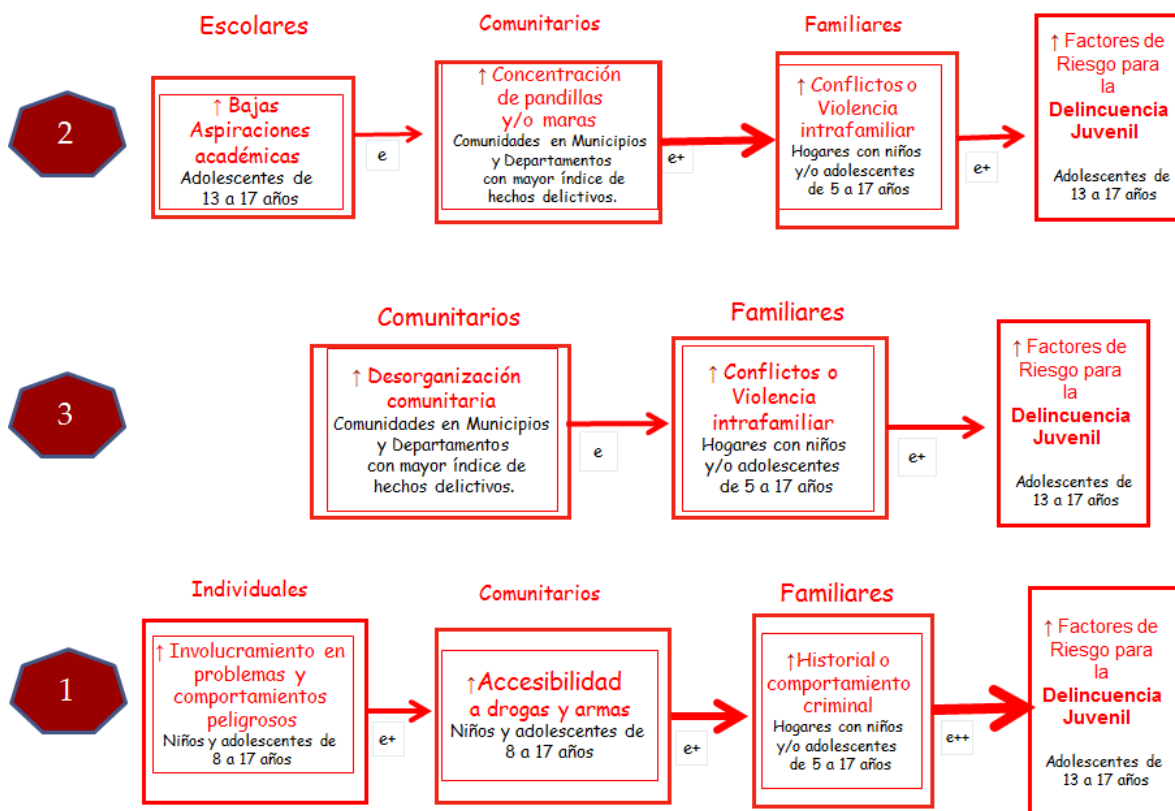 Escolares
Comunitarios
Familiares
2
↑ Bajas
Aspiraciones
académicas
Adolescentes de
13 a 17 años
e
↑ Concentración
de pandillas
y/o maras
Comunidades en Municipios
y Departamentos
con mayor índice de
hechos delictivos.
e+
↑ Conflictos o
Violencia
intrafamiliar
Hogares con niños
y/o adolescentes
de 5 a 17 años
e+
↑ Factores de
Riesgo para
la
Delincuencia
Juvenil
Adolescentes de
13 a 17 años
Comunitarios
Familiares
3
↑ Desorganización
comunitaria
Comunidades en Municipios
y Departamentos
con mayor índice de
hechos delictivos.
e
↑ Conflictos o
Violencia
intrafamiliar
Hogares con niños
y/o adolescentes
de 5 a 17 años
e+
↑ Factores de
Riesgo para
la
Delincuencia
Juvenil
Adolescentes de
13 a 17 años
Individuales
Comunitarios
Familiares
1
↑ Involucramiento en
problemas y
comportamientos
peligrosos
Niños y adolescentes de
8 a 17 años
e+
↑Accesibilidad
a drogas y armas
Niños y adolescentes de
8 a 17 años
e+
↑Historial o
comportamiento
criminal
Hogares con niños
y/o adolescentes
de 5 a 17 años
e++
↑ Factores de
Riesgo para
la
Delincuencia
Juvenil
Adolescentes de
13 a 17 años